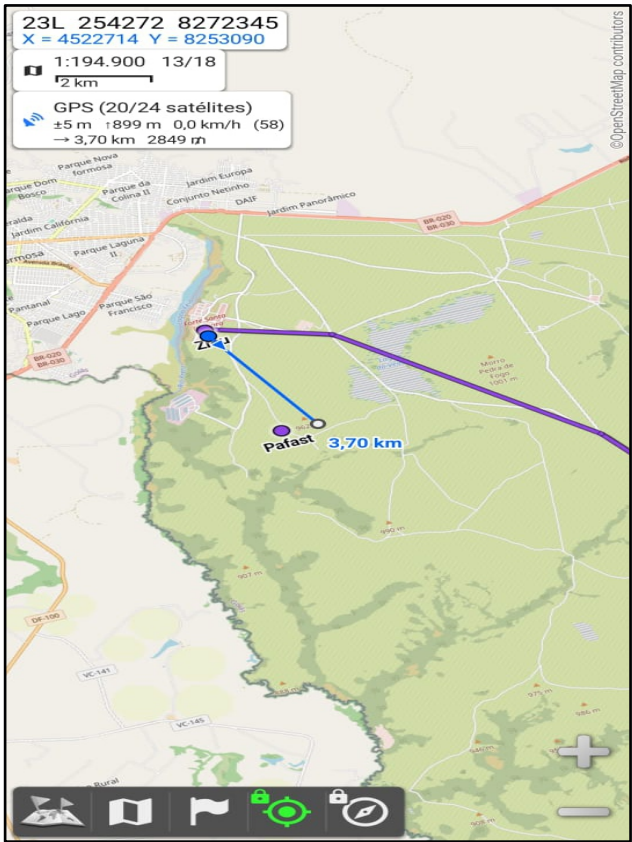 23L 254272 8272345
X = 4522714 Y = 8253090
1:194.900 13/18
2 km
GPS (20/24 satélites)
±5 m ↑899 m 0,0 km/h (58)
→ 3,70 km 2849 ₥
©OpenStreetMap contributors
Parque Nova
formosa
Parque Dom
Bosco
Parque da
Colina II
Jardim Europa
Conjunto Netinho
DAIF
Jardim Panorâmico
Jardim Califórnia
Parque Laguna
II
Pantanal
Parque Lago
Parque São
Francisco
BR-020
BR-030
BR-020
BR-030
Forte Santo
Morro
Pedra de
Fogo
1001 m
Pafast
3,70 km
990 m
907 m
DF-100
VC-141
VC-145
975 m
986 m
Rural